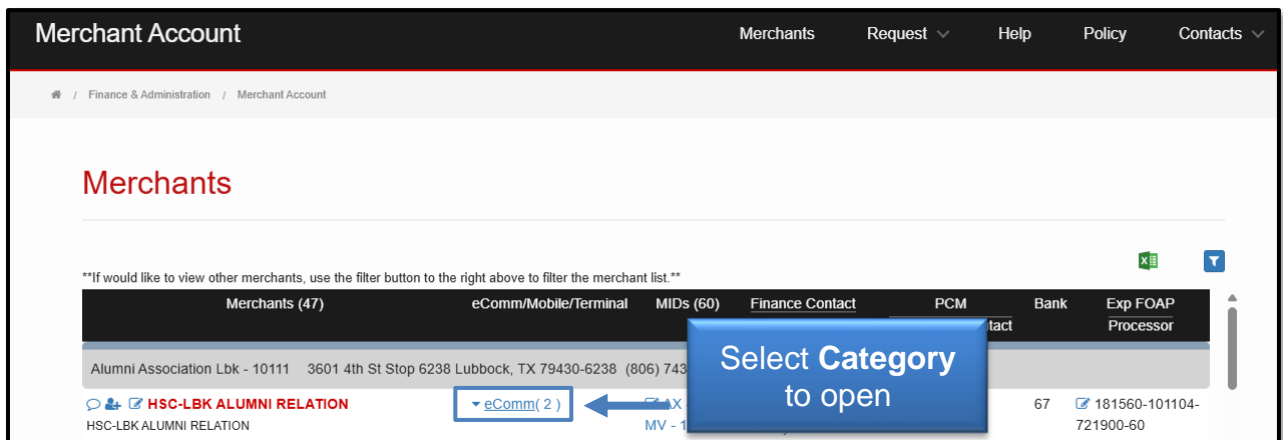 Merchant Account Merchants Request Help Policy Contacts
/ Finance & Administration / Merchant Account
Merchants
**If would like to view other merchants, use the filter button to the right above to filter the merchant list.**
Merchants (47) eComm/Mobile/Terminal MIDs (60) Finance Contact PCM Bank Exp FOAP
tact Processor
Alumni Association Lbk - 10111 3601 4th St Stop 6238 Lubbock, TX 79430-6238 (806) 743
Select Category
to open
HSC-LBK ALUMNI RELATION eComm( 2 ) AX 67 181560-101104-
HSC-LBK ALUMNI RELATION MV - 1 721900-60